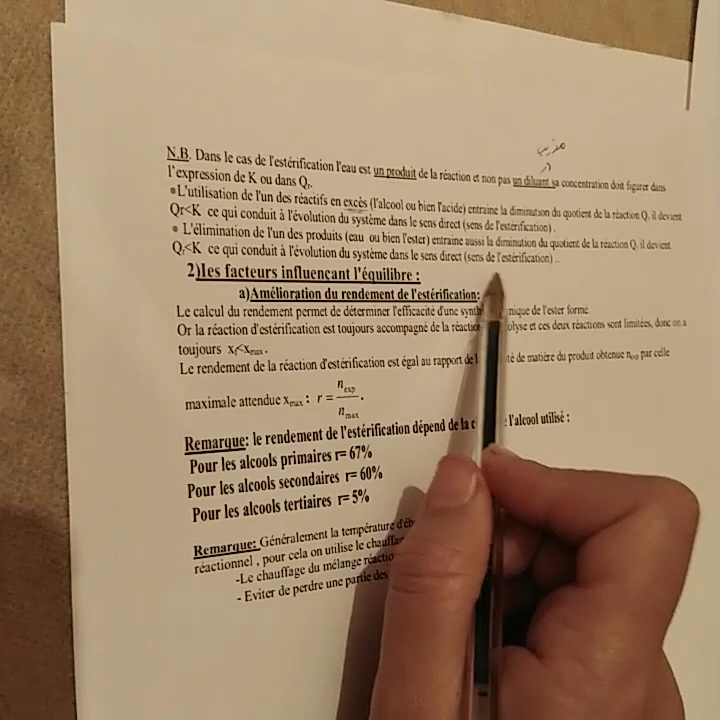 مذيب
N.B. Dans le cas de l'estérification l'eau est un produit de la réaction et non pas un diluant sa concentration doit figurer dans
l'expression de K ou dans Qr.
•L'utilisation de l'un des réactifs en excès (l'alcool ou bien l'acide) entraine la diminution du quotient de la réaction Qr il devient
Qr<K ce qui conduit à l'évolution du système dans le sens direct (sens de l'estérification) .
• L'élimination de l'un des produits (eau ou bien l'ester) entraine aussi la diminution du quotient de la réaction Qr il devient
Qr<K ce qui conduit à l'évolution du système dans le sens direct (sens de l'estérification) ..
2)les facteurs influençant l'équilibre :
a)Amélioration du rendement de l'estérification:
Le calcul du rendement permet de déterminer l'efficacité d'une synth nique de l'ester formé
Or la réaction d'estérification est toujours accompagné de la réaction olyse et ces deux réactions sont limitées, donc on a
toujours xf<xmax.
Le rendement de la réaction d'estérification est égal au rapport de l té de matière du produit obtenue nexp par celle
maximale attendue xmax : r = nexp / nmax .
Remarque: le rendement de l'estérification dépend de la c l'alcool utilisé :
Pour les alcools primaires r= 67%
Pour les alcools secondaires r= 60%
Pour les alcools tertiaires r= 5%
Remarque: Généralement la température d'éb
réactionnel , pour cela on utilise le chauffa
-Le chauffage du mélange réactio
- Eviter de perdre une partie des